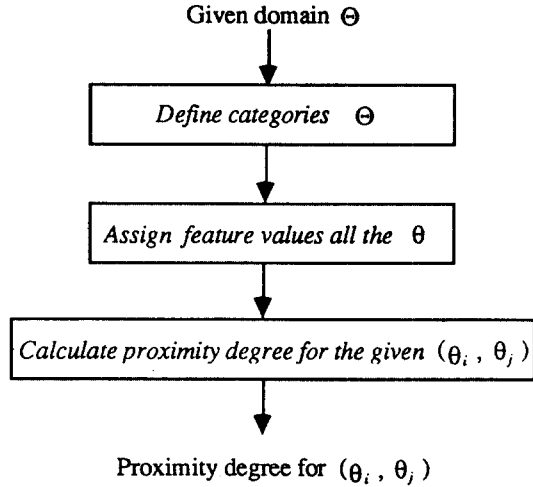 Given domain Θ
Define categories Θ
Assign feature values all the θ
Calculate proximity degree for the given (θi , θj)
Proximity degree for (θi , θj)